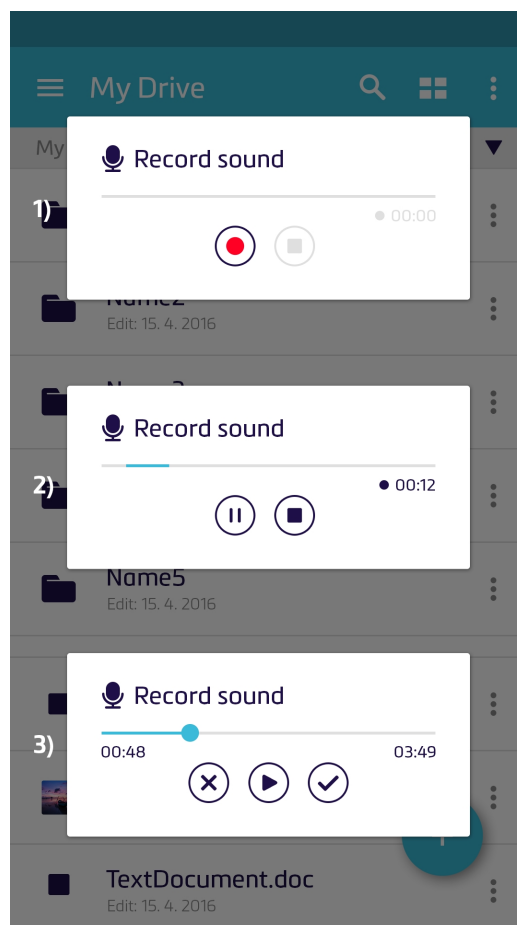 My Drive
My
1)
Record sound
00:00
Name2
Edit: 15. 4. 2016
Record sound
2)
00:12
Name5
Edit: 15. 4. 2016
Record sound
3)
00:48
03:49
TextDocument.doc
Edit: 15. 4. 2016